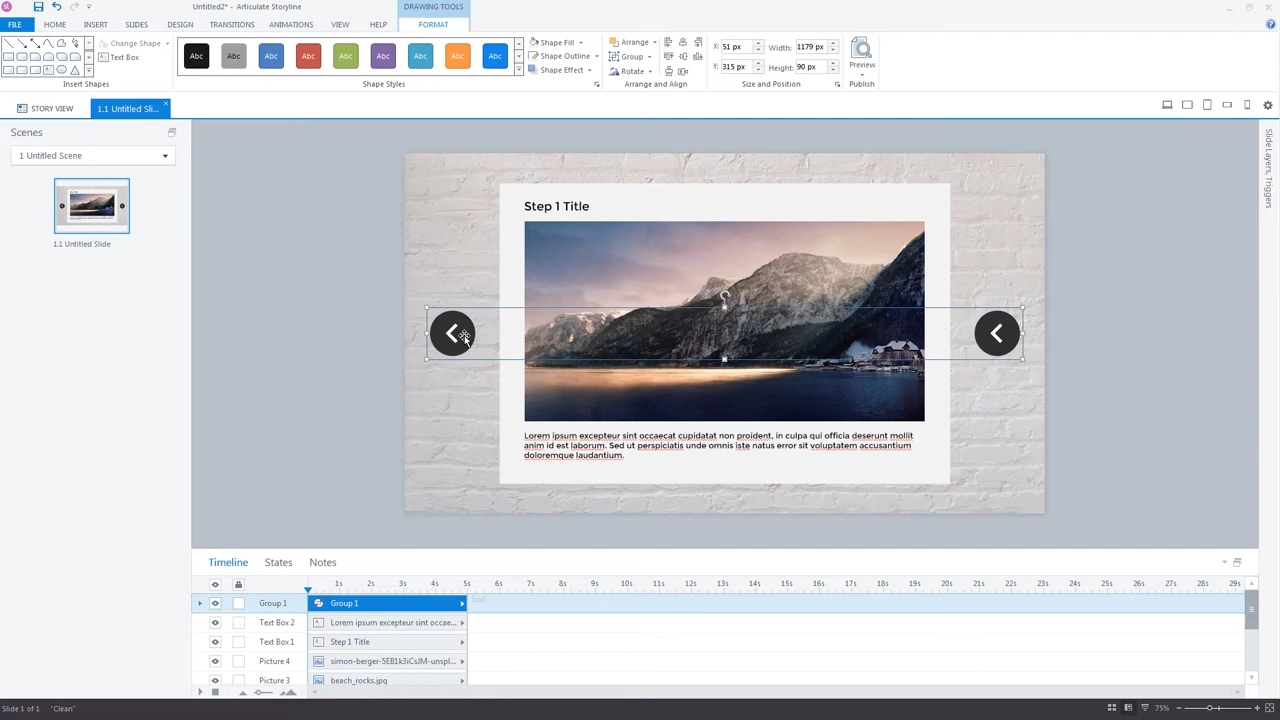 Untitled2* - Articulate Storyline
DRAWING TOOLS
FILE HOME INSERT SLIDES DESIGN TRANSITIONS ANIMATIONS VIEW HELP FORMAT
Change Shape
Text Box
Insert Shapes
Abc Abc Abc Abc Abc Abc Abc Abc Abc
Shape Styles
Shape Fill
Shape Outline
Shape Effect
Arrange
Group
Rotate
Arrange and Align
X: 51 px Width: 1179 px
Y: 315 px Height: 90 px
Size and Position
Preview
Publish
STORY VIEW
1.1 Untitled Sli...
Scenes
1 Untitled Scene
1.1 Untitled Slide
Slide Layers, Triggers
Step 1 Title
Lorem ipsum excepteur sint occaecat cupidatat non proident, in culpa qui officia deserunt mollit
anim id est laborum. Sed ut perspiciatis unde omnis iste natus error sit voluptatem accusantium
doloremque laudantium.
Timeline States Notes
1s 2s 3s 4s 5s 6s 7s 8s 9s 10s 11s 12s 13s 14s 15s 16s 17s 18s 19s 20s 21s 22s 23s 24s 25s 26s 27s 28s 29s
Group 1 Group 1 End
Text Box 2 Lorem ipsum excepteur sint occae...
Text Box 1 Step 1 Title
Picture 4 simon-berger-5EB1k3iCsJM-unspl...
Picture 3 beach_rocks.jpg
Slide 1 of 1 "Clean" 75%